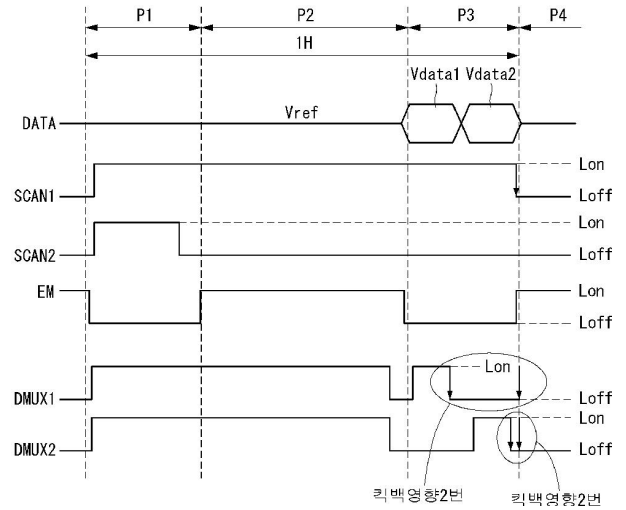 P1 P2 P3 P4
1H
Vdata1 Vdata2
DATA Vref
Lon
SCAN1 Loff
Lon
SCAN2 Loff
EM Lon
Loff
Lon
DMUX1 Loff
Lon
DMUX2 Loff
킥백영향2번 킥백영향2번